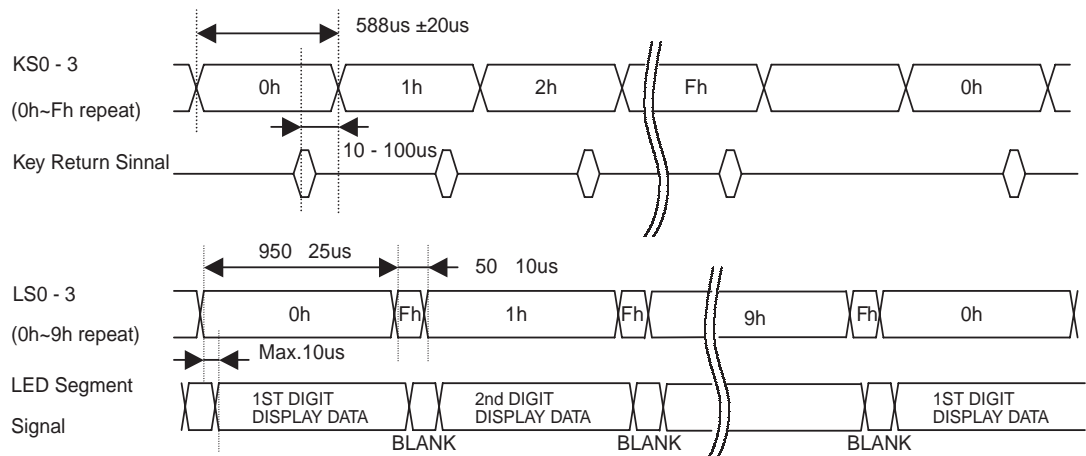 588us ±20us
KS0 - 3
0h 1h 2h Fh 0h
(0h~Fh repeat)
10 - 100us
Key Return Sinnal
950 25us
50 10us
LS0 - 3
0h Fh 1h Fh 9h Fh 0h
(0h~9h repeat)
Max.10us
LED Segment
Signal
1ST DIGIT
DISPLAY DATA
2nd DIGIT
DISPLAY DATA
1ST DIGIT
DISPLAY DATA
BLANK BLANK BLANK